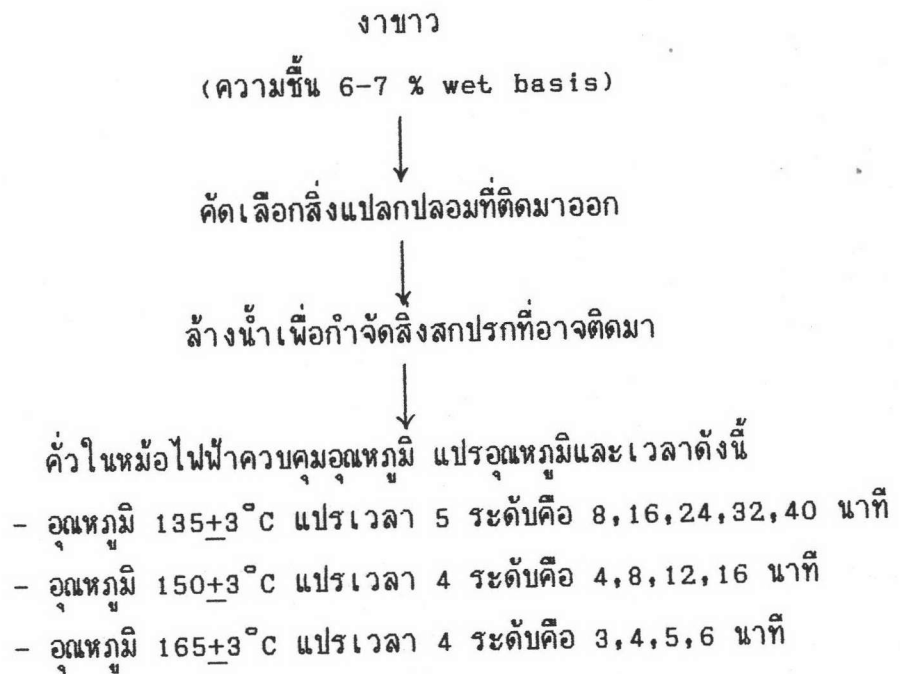 งาขาว
(ความชื้น 6-7 % wet basis)
คัดเลือกสิ่งแปลกปลอมที่ติดมาออก
ล้างน้ำเพื่อกำจัดสิ่งสกปรกที่อาจติดมา
คั่วในหม้อไฟฟ้าควบคุมอุณหภูมิ แปรอุณหภูมิและเวลาดังนี้
- อุณหภูมิ 135±3°C แปรเวลา 5 ระดับคือ 8,16,24,32,40 นาที
- อุณหภูมิ 150±3°C แปรเวลา 4 ระดับคือ 4,8,12,16 นาที
- อุณหภูมิ 165±3°C แปรเวลา 4 ระดับคือ 3,4,5,6 นาที